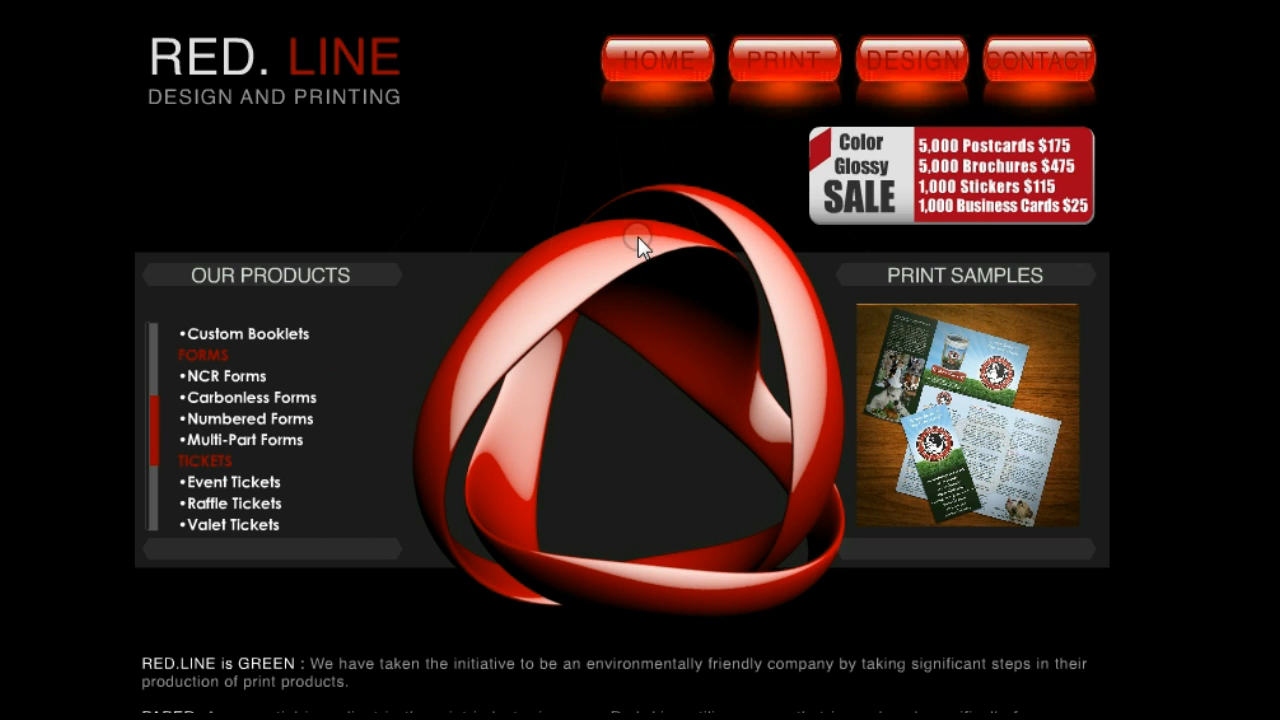 RED. LINE
DESIGN AND PRINTING
HOME
PRINT
DESIGN
CONTACT
Color
Glossy
SALE
5,000 Postcards $175
5,000 Brochures $475
1,000 Stickers $115
1,000 Business Cards $25
OUR PRODUCTS
•Custom Booklets
FORMS
•NCR Forms
•Carbonless Forms
•Numbered Forms
•Multi-Part Forms
TICKETS
•Event Tickets
•Raffle Tickets
•Valet Tickets
PRINT SAMPLES
RED.LINE is GREEN : We have taken the initiative to be an environmentally friendly company by taking significant steps in their
production of print products.